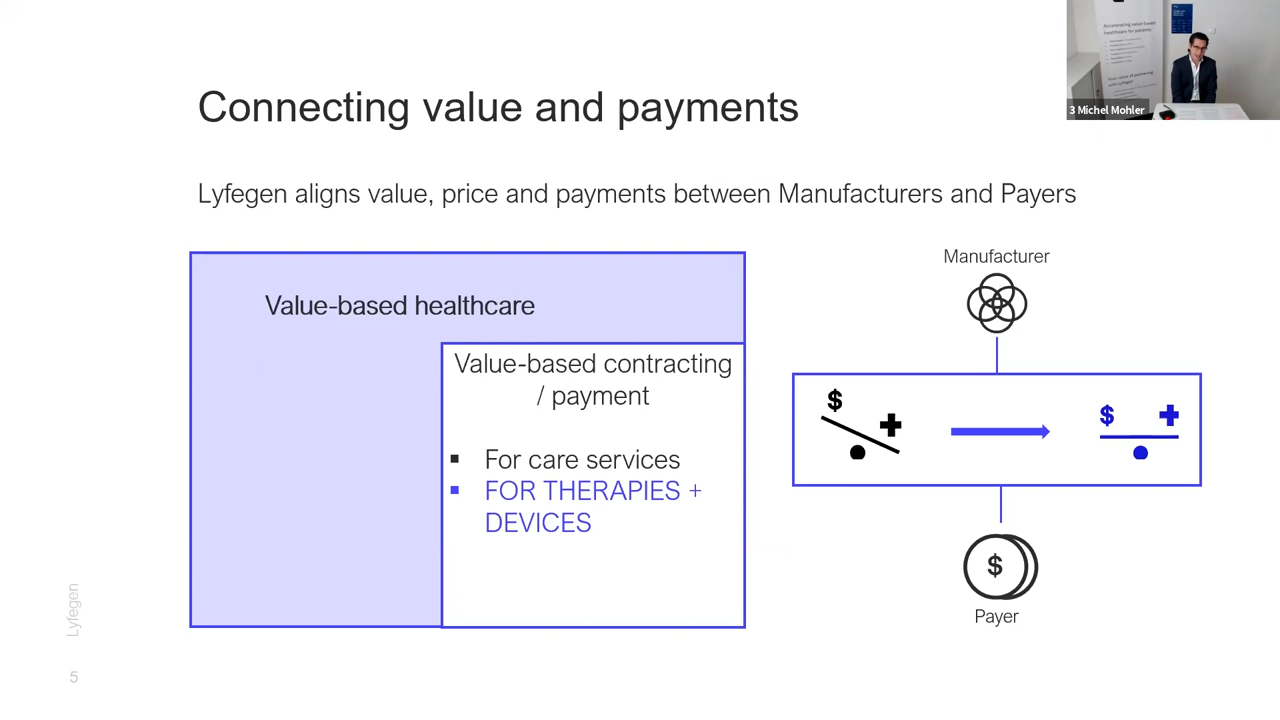 Connecting value and payments
Lyfegen aligns value, price and payments between Manufacturers and Payers
Value-based healthcare
Value-based contracting
/ payment
▪ For care services
▪ FOR THERAPIES +
DEVICES
Manufacturer
$
$
$
Payer
Lyfegen
5
3 Michel Mohler